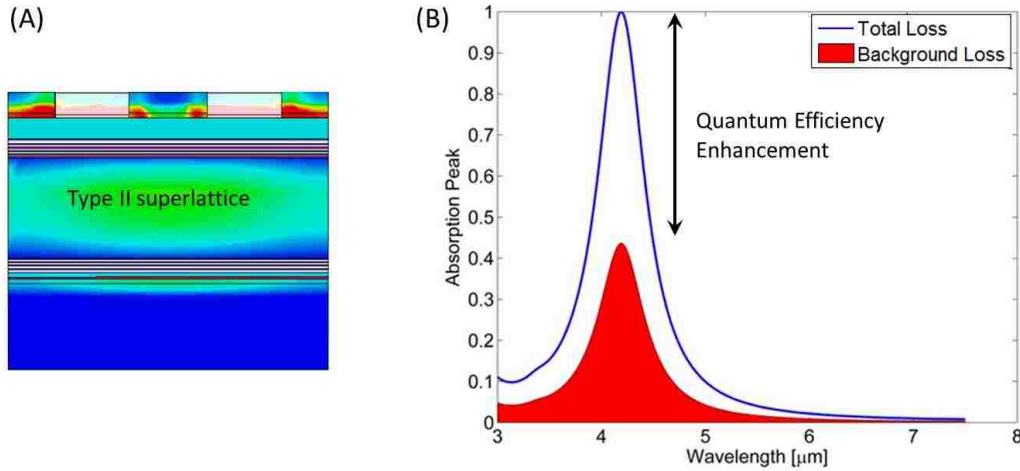 (A)
Type II superlattice
(B)
1
0.9
0.8
0.7
0.6
0.5
0.4
0.3
0.2
0.1
0
Absorption Peak
Total Loss
Background Loss
Quantum Efficiency
Enhancement
3
4
5
6
7
8
Wavelength [μm]